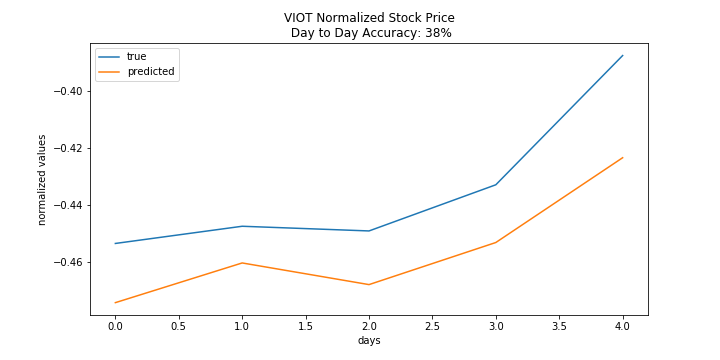 VIOT Normalized Stock Price
Day to Day Accuracy: 38%
true
predicted
−0.40
−0.42
−0.44
−0.46
normalized values
0.0 0.5 1.0 1.5 2.0 2.5 3.0 3.5 4.0
days